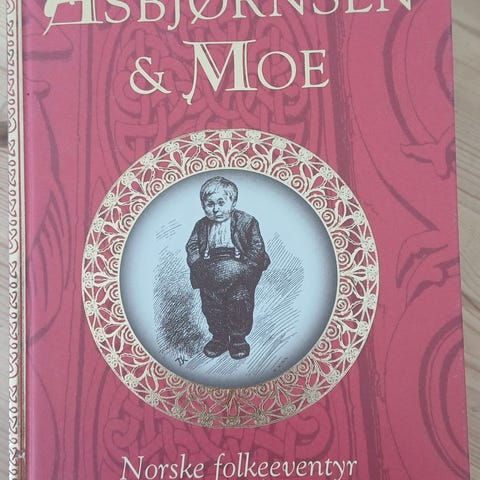 ASBJØRNSEN
& MOE
Norske folkeeventyr